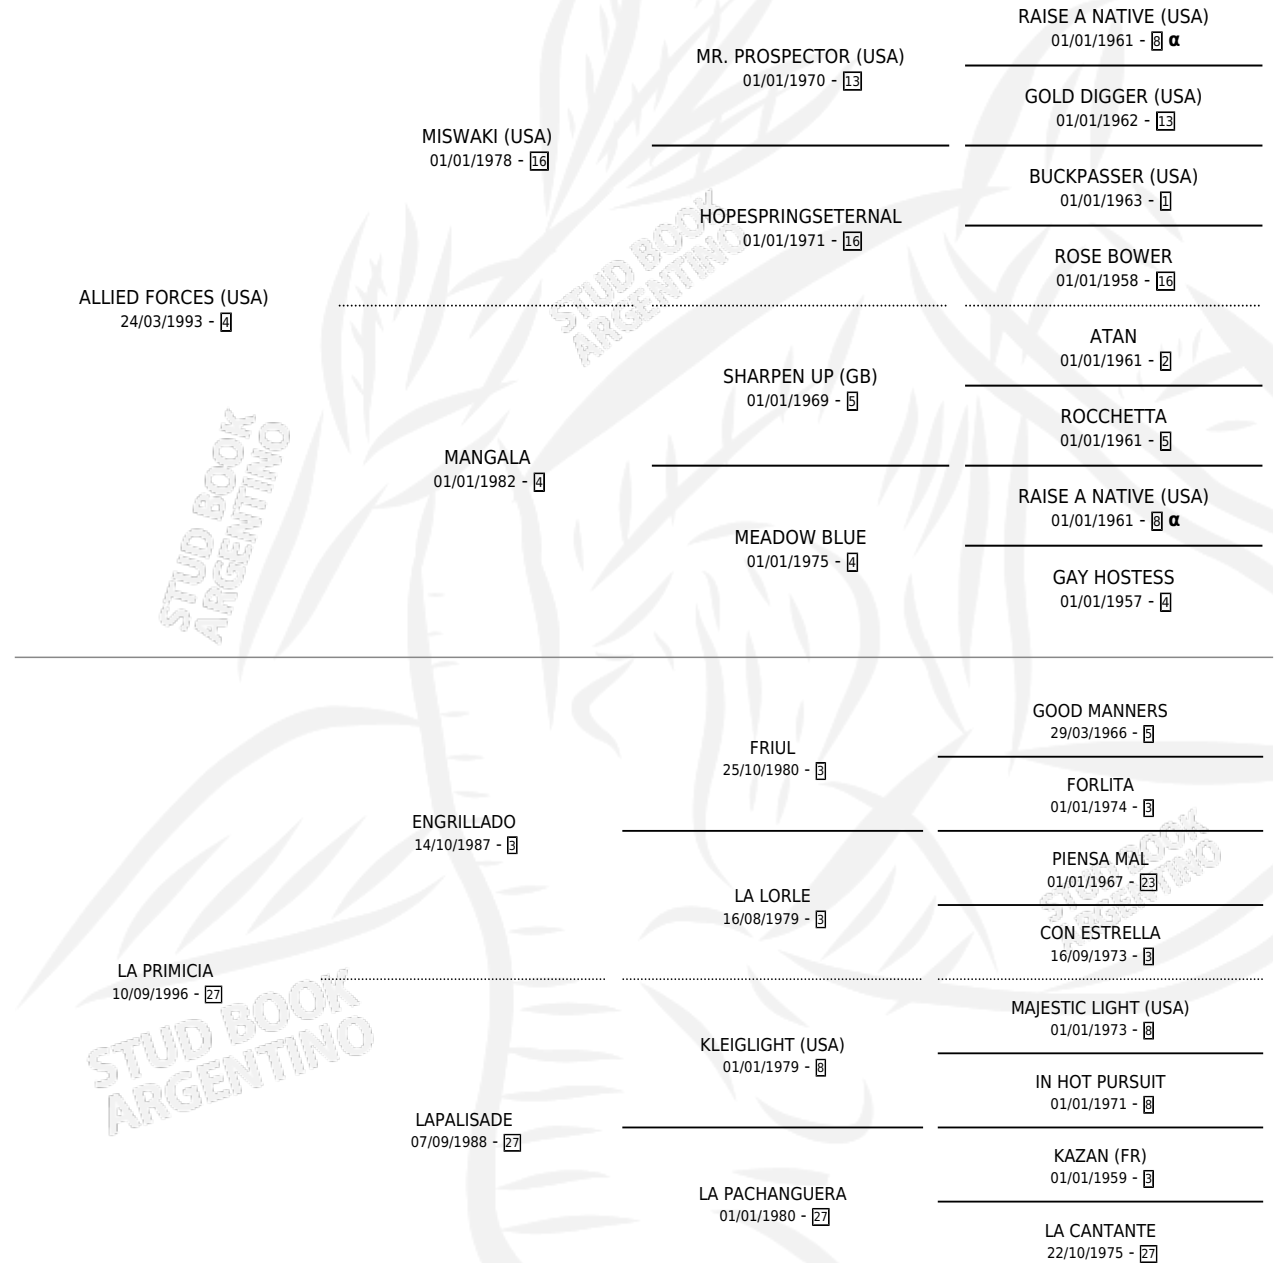 RAISE A NATIVE (USA)
01/01/1961 - 8 α
MR. PROSPECTOR (USA)
01/01/1970 - 13
GOLD DIGGER (USA)
01/01/1962 - 13
MISWAKI (USA)
01/01/1978 - 16
BUCKPASSER (USA)
01/01/1963 - 1
HOPESPRINGSETERNAL
01/01/1971 - 16
ROSE BOWER
01/01/1958 - 16
ALLIED FORCES (USA)
24/03/1993 - 4
ATAN
01/01/1961 - 2
SHARPEN UP (GB)
01/01/1969 - 5
ROCCHETTA
01/01/1961 - 5
MANGALA
01/01/1982 - 4
RAISE A NATIVE (USA)
01/01/1961 - 8 α
MEADOW BLUE
01/01/1975 - 4
GAY HOSTESS
01/01/1957 - 4
GOOD MANNERS
29/03/1966 - 5
FRIUL
25/10/1980 - 3
FORLITA
01/01/1974 - 3
ENGRILLADO
14/10/1987 - 3
PIENSA MAL
01/01/1967 - 23
LA LORLE
16/08/1979 - 3
CON ESTRELLA
16/09/1973 - 3
LA PRIMICIA
10/09/1996 - 27
MAJESTIC LIGHT (USA)
01/01/1973 - 8
KLEIGLIGHT (USA)
01/01/1979 - 8
IN HOT PURSUIT
01/01/1971 - 8
LAPALISADE
07/09/1988 - 27
KAZAN (FR)
01/01/1959 - 3
LA PACHANGUERA
01/01/1980 - 27
LA CANTANTE
22/10/1975 - 27
STUD BOOK
ARGENTINO
STUD BOOK
ARGENTINO
STUD BOOK
ARGENTINO
STUD BOOK
ARGENTINO